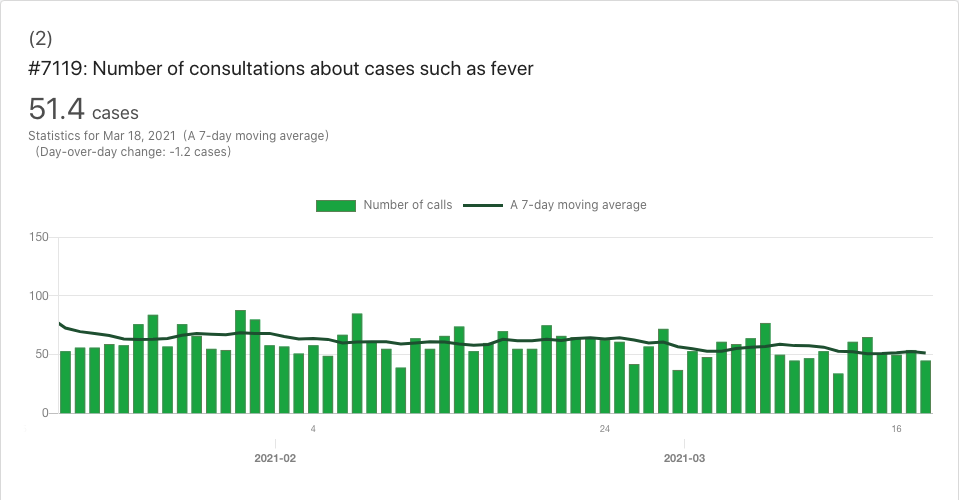 (2)
#7119: Number of consultations about cases such as fever
51.4 cases
Statistics for Mar 18, 2021 (A 7-day moving average)
(Day-over-day change: -1.2 cases)
Number of calls A 7-day moving average
150
100
50
0
4 24 16
2021-02 2021-03